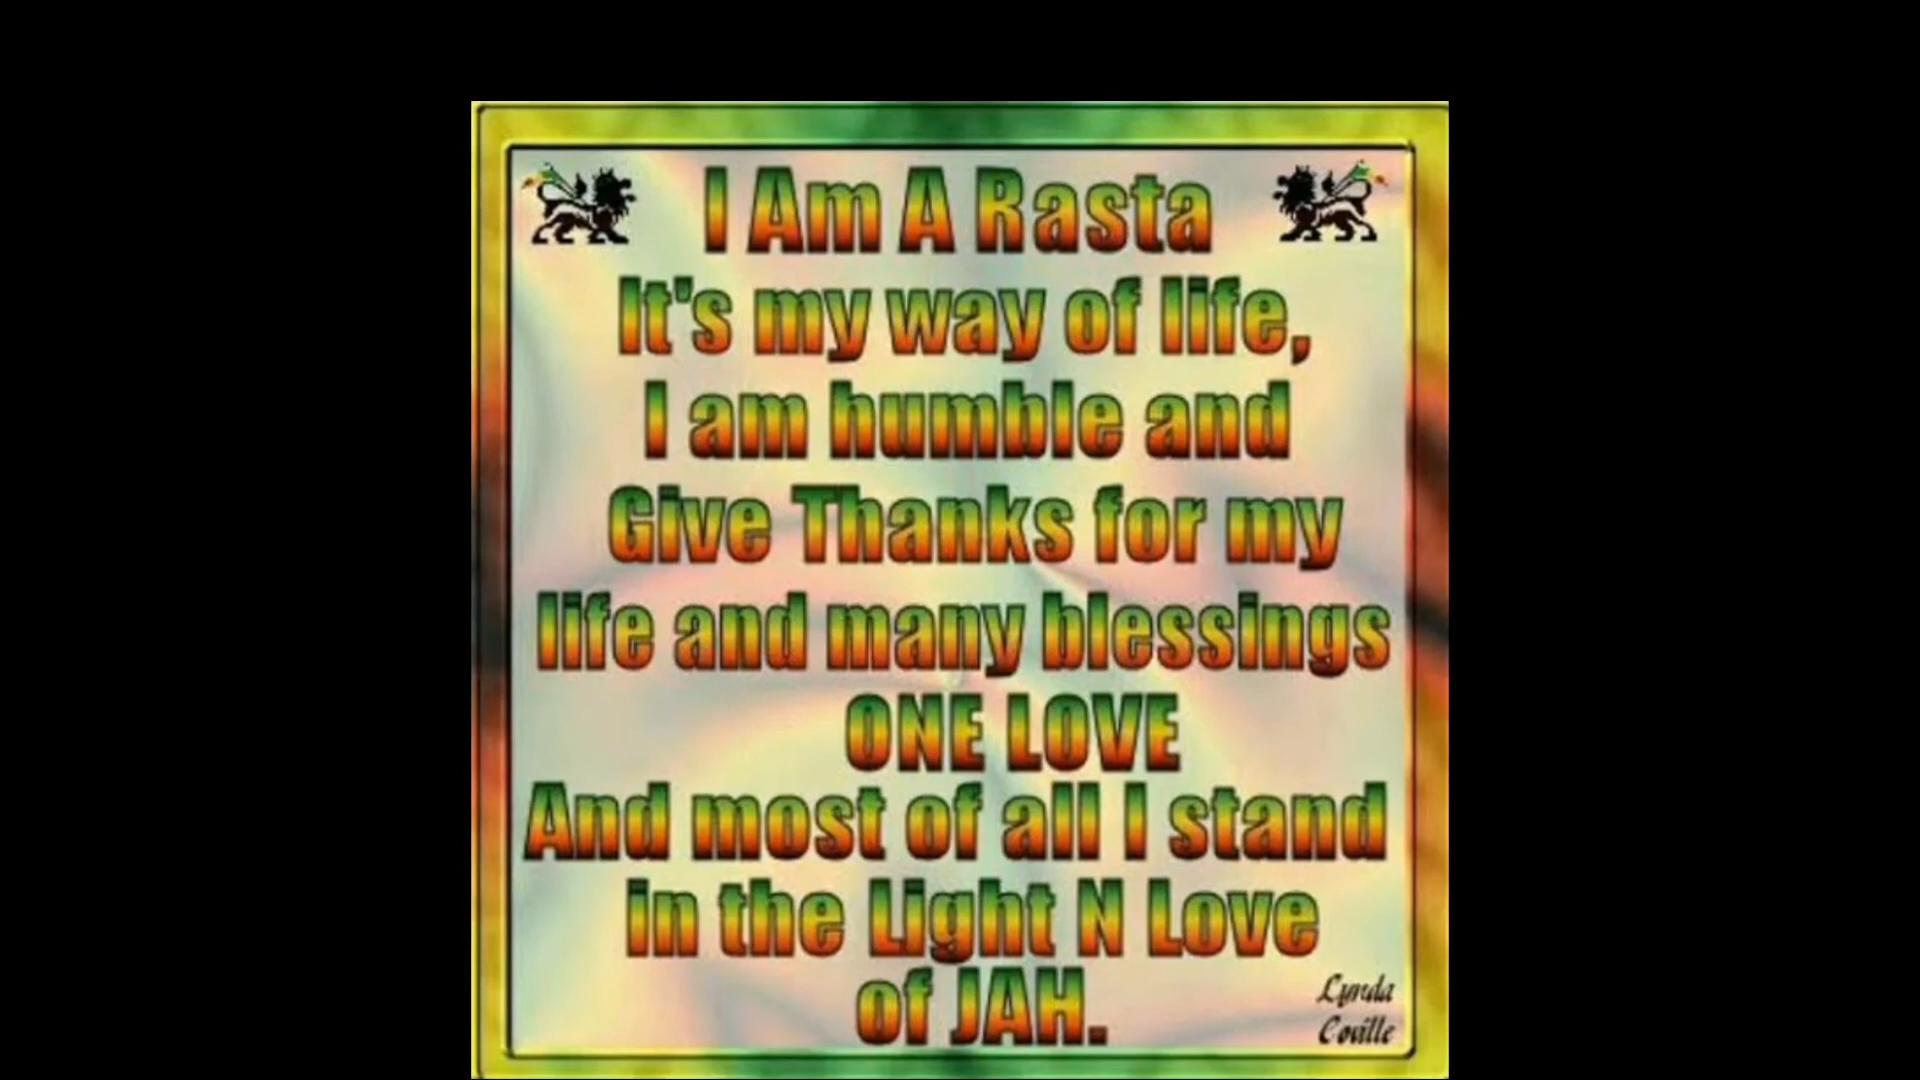 I Am A Rasta
It's my way of life,
I am humble and
Give Thanks for my
life and many blessings
ONE LOVE
And most of all I stand
in the Light N Love
of JAH.
Lynda
Coville